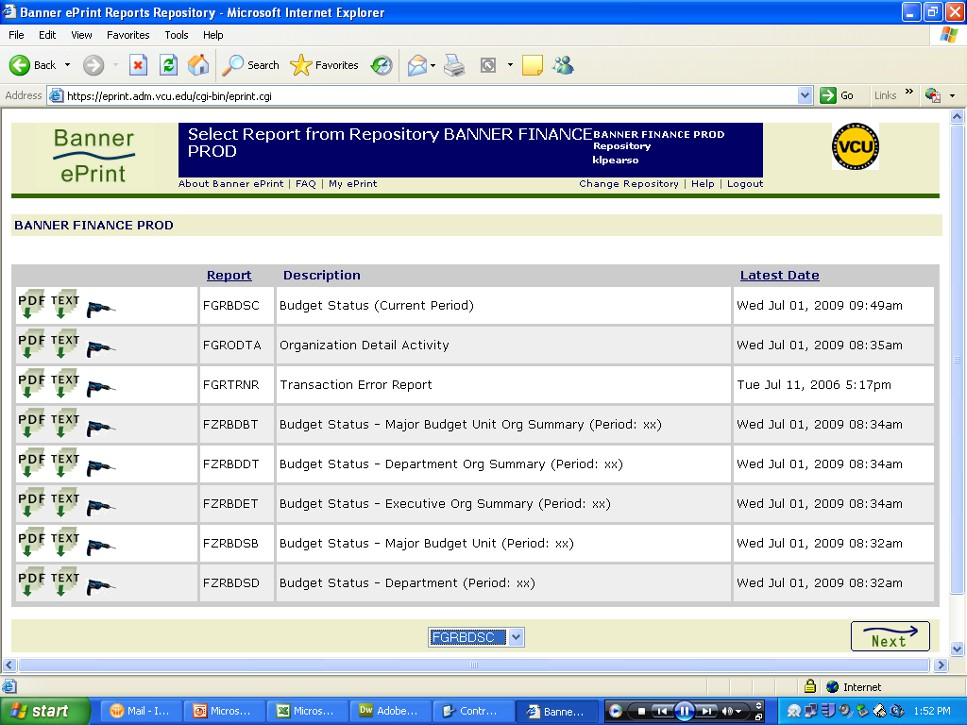 Banner ePrint Reports Repository - Microsoft Internet Explorer
File Edit View Favorites Tools Help
Back Search Favorites
Address https://eprint.adm.vcu.edu/cgi-bin/eprint.cgi Go Links »
Banner
ePrint
Select Report from Repository BANNER FINANCE
PROD
BANNER FINANCE PROD
Repository
klpearso
VCU
About Banner ePrint | FAQ | My ePrint
Change Repository | Help | Logout
BANNER FINANCE PROD
Report Description Latest Date
PDF TEXT FGRBDSC Budget Status (Current Period) Wed Jul 01, 2009 09:49am
PDF TEXT FGRODTA Organization Detail Activity Wed Jul 01, 2009 08:35am
PDF TEXT FGRTRNR Transaction Error Report Tue Jul 11, 2006 5:17pm
PDF TEXT FZRBDBT Budget Status - Major Budget Unit Org Summary (Period: xx) Wed Jul 01, 2009 08:34am
PDF TEXT FZRBDDT Budget Status - Department Org Summary (Period: xx) Wed Jul 01, 2009 08:34am
PDF TEXT FZRBDET Budget Status - Executive Org Summary (Period: xx) Wed Jul 01, 2009 08:34am
PDF TEXT FZRBDSB Budget Status - Major Budget Unit (Period: xx) Wed Jul 01, 2009 08:32am
PDF TEXT FZRBDSD Budget Status - Department (Period: xx) Wed Jul 01, 2009 08:32am
FGRBDSC
Next
Internet
start Mail - I... Micros... Micros... Dw Adobe... Contr... Banne... 1:52 PM